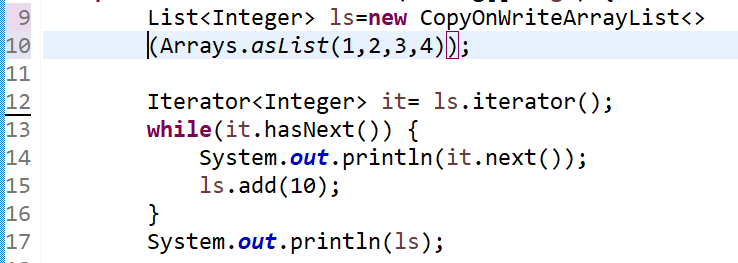 9 List<Integer> ls=new CopyOnWriteArrayList<>
10 (Arrays.asList(1,2,3,4));
11
12 Iterator<Integer> it= ls.iterator();
13 while(it.hasNext()) {
14 System.out.println(it.next());
15 ls.add(10);
16 }
17 System.out.println(ls);